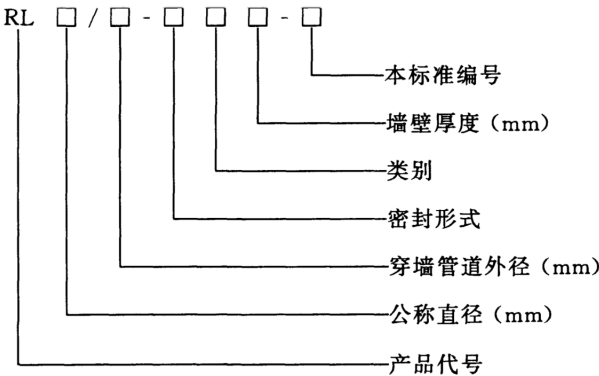 RL □/□-□□□-□
本标准编号
墙壁厚度(mm)
类别
密封形式
穿墙管道外径(mm)
公称直径(mm)
产品代号